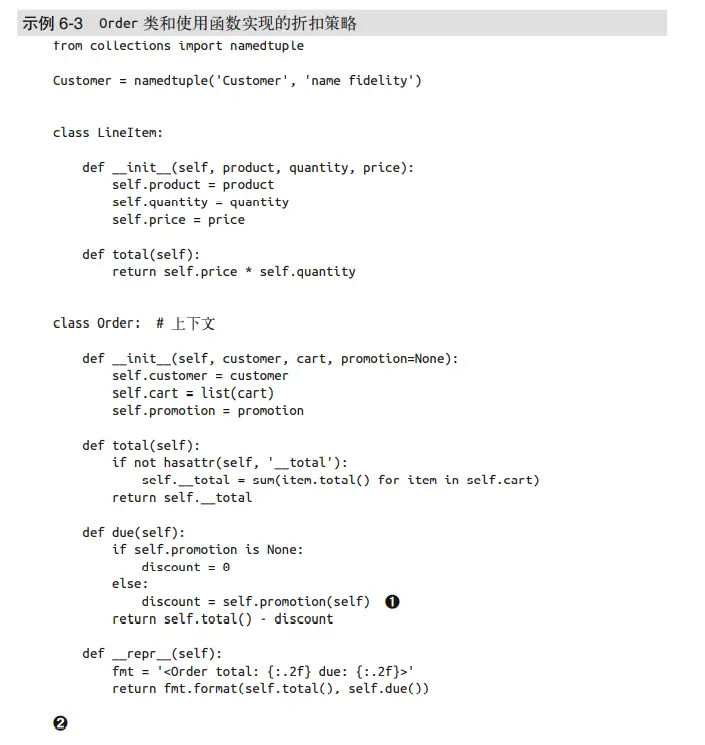 示例 6-3 Order 类和使用函数实现的折扣策略
from collections import namedtuple
Customer = namedtuple('Customer', 'name fidelity')
class LineItem:
    def __init__(self, product, quantity, price):
        self.product = product
        self.quantity = quantity
        self.price = price
    def total(self):
        return self.price * self.quantity
class Order:  # 上下文
    def __init__(self, customer, cart, promotion=None):
        self.customer = customer
        self.cart = list(cart)
        self.promotion = promotion
    def total(self):
        if not hasattr(self, '__total'):
            self.__total = sum(item.total() for item in self.cart)
        return self.__total
    def due(self):
        if self.promotion is None:
            discount = 0
        else:
            discount = self.promotion(self) ❶
        return self.total() - discount
    def __repr__(self):
        fmt = '<Order total: {:.2f} due: {:.2f}>'
        return fmt.format(self.total(), self.due())
❷